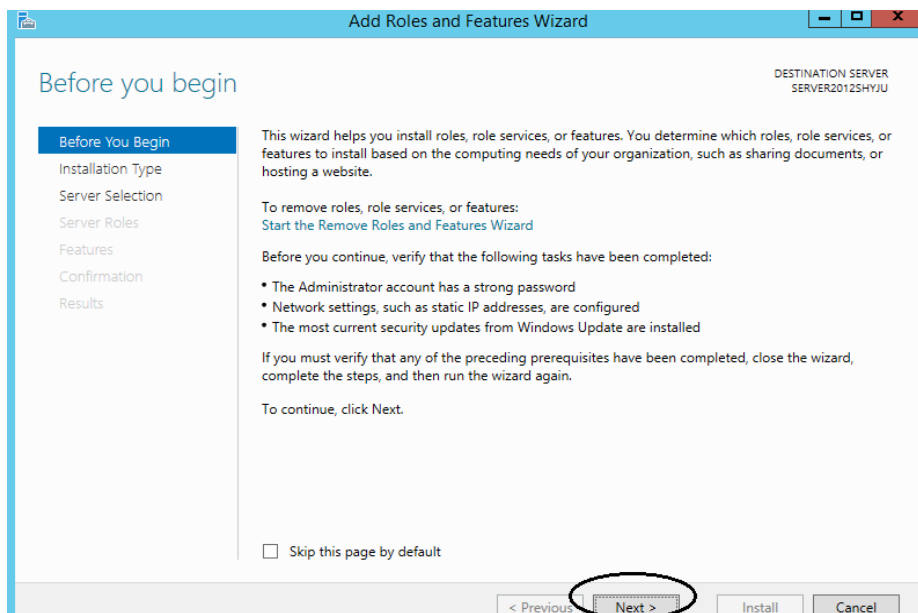 Add Roles and Features Wizard
Before you begin
DESTINATION SERVER
SERVER2012SHYJU
Before You Begin
Installation Type
Server Selection
Server Roles
Features
Confirmation
Results
This wizard helps you install roles, role services, or features. You determine which roles, role services, or
features to install based on the computing needs of your organization, such as sharing documents, or
hosting a website.
To remove roles, role services, or features:
Start the Remove Roles and Features Wizard
Before you continue, verify that the following tasks have been completed:
• The Administrator account has a strong password
• Network settings, such as static IP addresses, are configured
• The most current security updates from Windows Update are installed
If you must verify that any of the preceding prerequisites have been completed, close the wizard,
complete the steps, and then run the wizard again.
To continue, click Next.
Skip this page by default
< Previous Next > Install Cancel